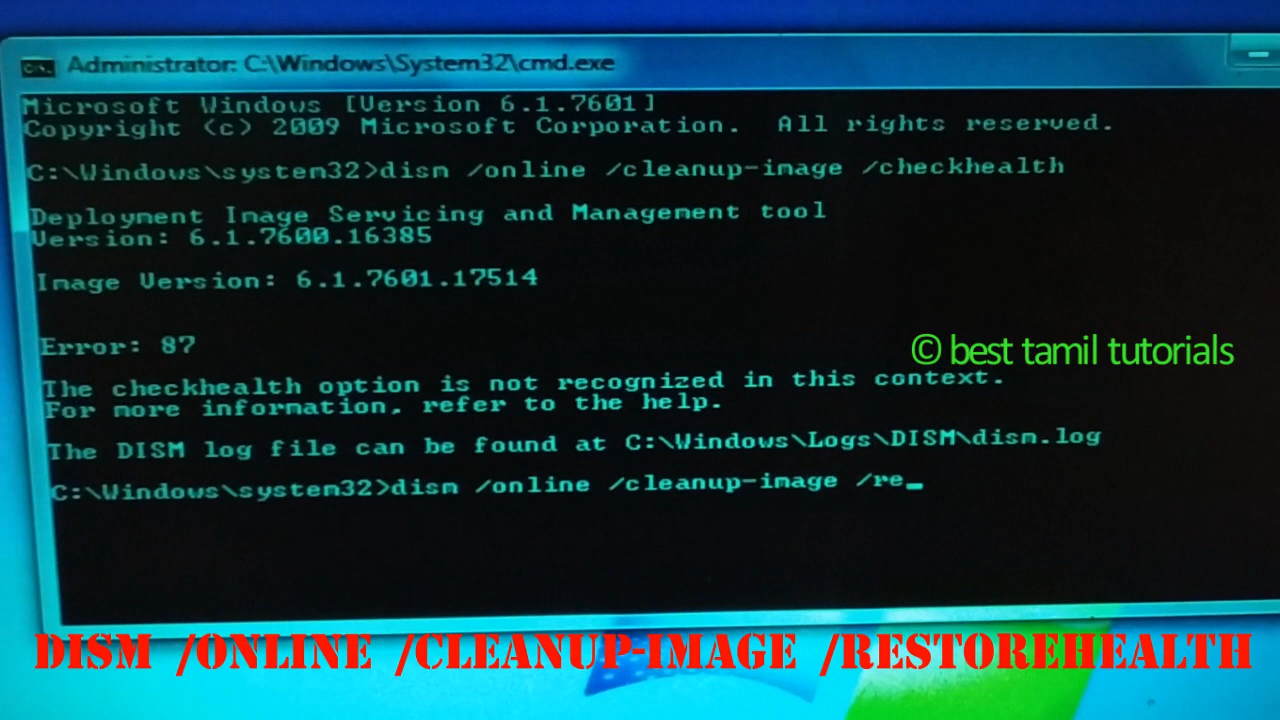 Administrator: C:\Windows\System32\cmd.exe
Microsoft Windows [Version 6.1.7601]
Copyright (c) 2009 Microsoft Corporation. All rights reserved.
C:\Windows\system32>dism /online /cleanup-image /checkhealth
Deployment Image Servicing and Management tool
Version: 6.1.7600.16385
Image Version: 6.1.7601.17514
Error: 87
© best tamil tutorials
The checkhealth option is not recognized in this context.
For more information, refer to the help.
The DISM log file can be found at C:\Windows\Logs\DISM\dism.log
C:\Windows\system32>dism /online /cleanup-image /re_
DISM /ONLINE /CLEANUP-IMAGE /RESTOREHEALTH